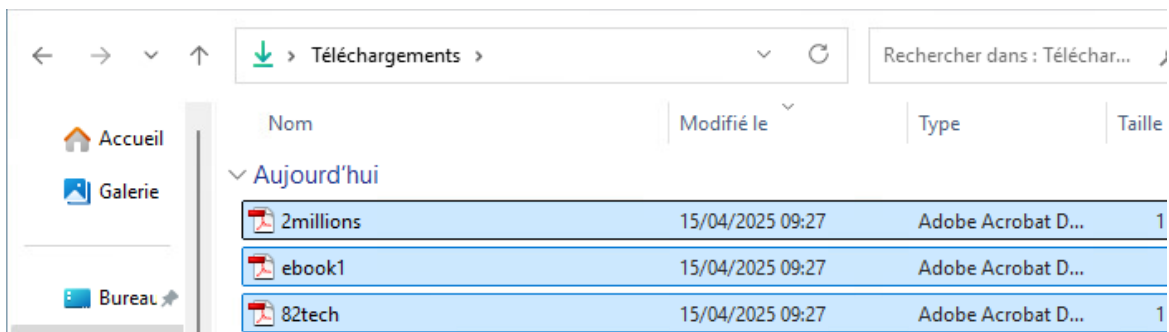 > Téléchargements >
Rechercher dans : Téléchar...
Accueil
Galerie
Bureau
Nom Modifié le Type Taille
Aujourd'hui
2millions 15/04/2025 09:27 Adobe Acrobat D... 1
ebook1 15/04/2025 09:27 Adobe Acrobat D...
82tech 15/04/2025 09:27 Adobe Acrobat D... 1